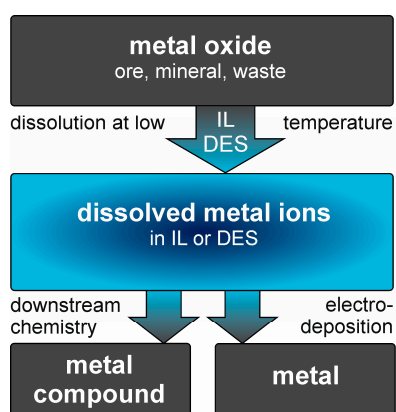 metal oxide
ore, mineral, waste
dissolution at low IL temperature
DES
dissolved metal ions
in IL or DES
downstream electro-
chemistry deposition
metal
compound
metal